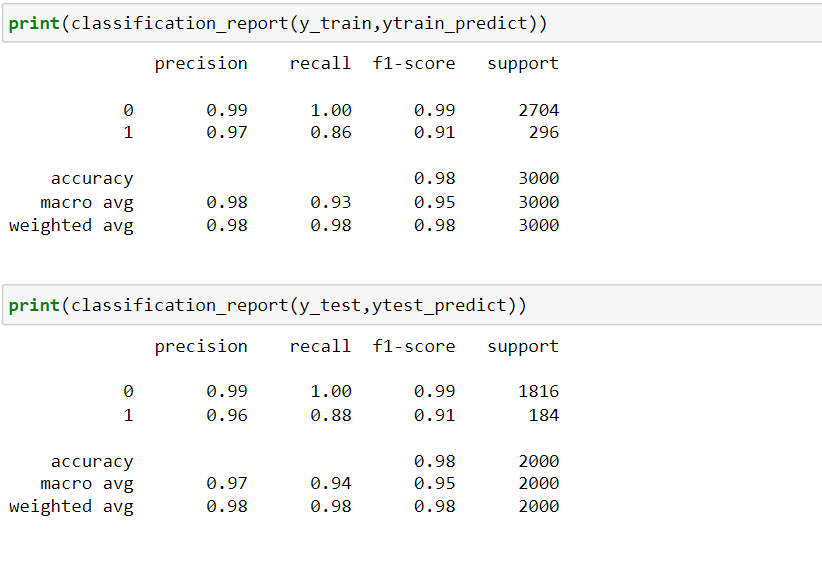 print(classification_report(y_train,ytrain_predict))
precision recall f1-score support
0 0.99 1.00 0.99 2704
1 0.97 0.86 0.91 296
accuracy 0.98 3000
macro avg 0.98 0.93 0.95 3000
weighted avg 0.98 0.98 0.98 3000
print(classification_report(y_test,ytest_predict))
precision recall f1-score support
0 0.99 1.00 0.99 1816
1 0.96 0.88 0.91 184
accuracy 0.98 2000
macro avg 0.97 0.94 0.95 2000
weighted avg 0.98 0.98 0.98 2000